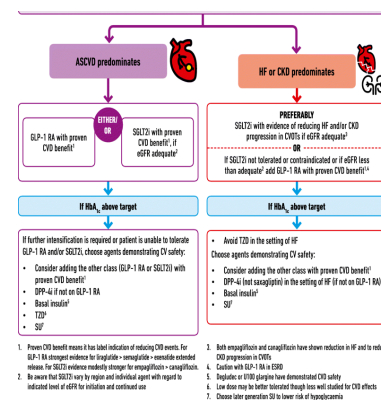 ASCVD predominates
HF or CKD predominates
GLP-1 RA with proven
CVD benefit¹
EITHER/
OR
SGLT2i with proven
CVD benefit¹, if
eGFR adequate²
PREFERABLY
SGLT2i with evidence of reducing HF and/or CKD
progression in CVOTs if eGFR adequate³
OR
If SGLT2i not tolerated or contraindicated or if eGFR less
than adequate² add GLP-1 RA with proven CVD benefit¹,⁴
If HbA1c above target
If HbA1c above target
If further intensification is required or patient is unable to tolerate
GLP-1 RA and/or SGLT2i, choose agents demonstrating CV safety:
• Consider adding the other class (GLP-1 RA or SGLT2i) with
proven CVD benefit¹
• DPP-4i if not on GLP-1 RA
• Basal insulin⁵
• TZD⁶
• SU⁷
• Avoid TZD in the setting of HF
Choose agents demonstrating CV safety:
• Consider adding the other class with proven CVD benefit¹
• DPP-4i (not saxagliptin) in the setting of HF (if not on GLP-1 RA)
• Basal insulin⁵
• SU⁷
1. Proven CVD benefit means it has label indication of reducing CVD events. For
GLP-1 RA strongest evidence for liraglutide > semaglutide > exenatide extended
release. For SGLT2i evidence modestly stronger for empagliflozin > canagliflozin.
2. Be aware that SGLT2i vary by region and individual agent with regard to
indicated level of eGFR for initiation and continued use
3. Both empagliflozin and canagliflozin have shown reduction in HF and to redu
CKD progression in CVOTs
4. Caution with GLP-1 RA in ESRD
5. Degludec or U100 glargine have demonstrated CVD safety
6. Low dose may be better tolerated though less well studied for CVD effects
7. Choose later generation SU to lower risk of hypoglycaemia